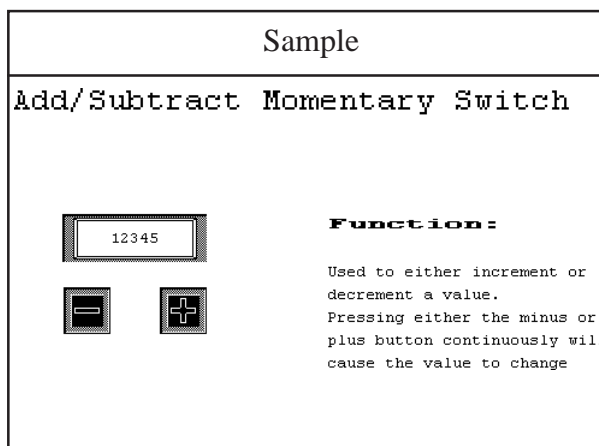 Sample
Add/Subtract Momentary Switch
12345
Function:
Used to either increment or
decrement a value.
Pressing either the minus or
plus button continuously wil
cause the value to change